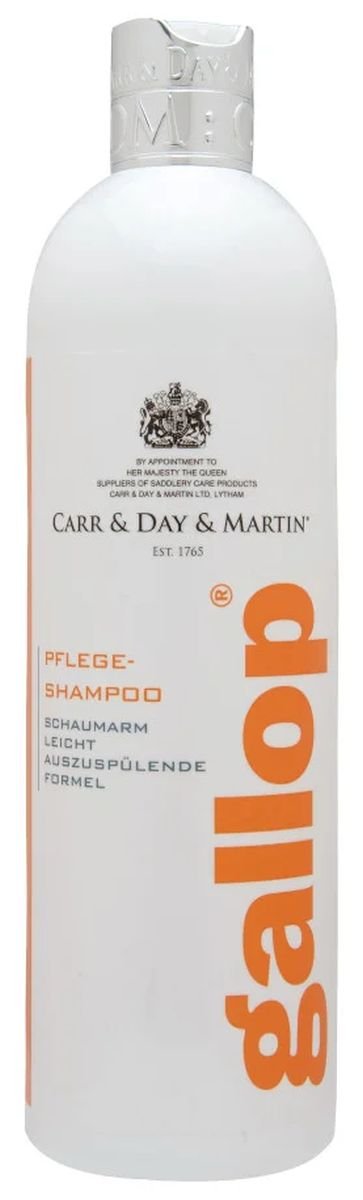 BY APPOINTMENT TO
HER MAJESTY THE QUEEN
SUPPLIERS OF SADDLERY CARE PRODUCTS
CARR & DAY & MARTIN LTD, LYTHAM
CARR & DAY & MARTIN®
EST. 1765
PFLEGE-
SHAMPOO
SCHAUMARM
LEICHT
AUSZUSPÜLENDE
FORMEL
gallop®